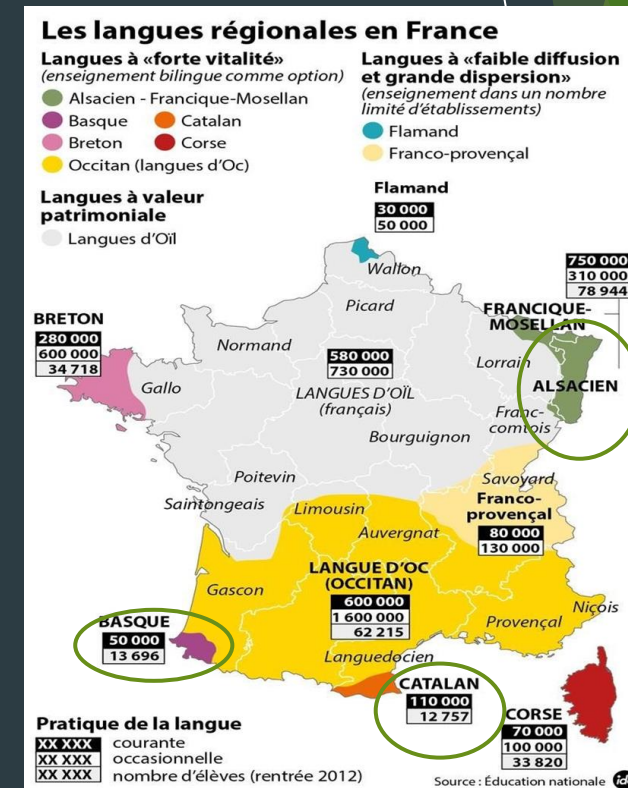 Les langues régionales en France
Langues à «forte vitalité»
(enseignement bilingue comme option)
Alsacien - Francique-Mosellan
Basque
Catalan
Breton
Corse
Occitan (langues d'Oc)
Langues à «faible diffusion
et grande dispersion»
(enseignement dans un nombre
limité d'établissements)
Flamand
Franco-provençal
Langues à valeur
patrimoniale
Langues d'Oïl
Flamand
30 000
50 000
Wallon
750 000
310 000
78 944
Picard
FRANCIQUE-
MOSELLAN
BRETON
280 000
600 000
34 718
Normand
580 000
730 000
Lorrain
Gallo
LANGUES D'OÏL
(français)
ALSACIEN
Franc-
comtois
Bourguignon
Poitevin
Savoyard
Saintongeais
Limousin
Franco-
provençal
80 000
130 000
Auvergnat
LANGUE D'OC
(OCCITAN)
600 000
1 600 000
62 215
Gascon
Niçois
Provençal
BASQUE
50 000
13 696
Languedocien
CATALAN
110 000
12 757
CORSE
70 000
100 000
33 820
Pratique de la langue
XX XXX courante
XX XXX occasionnelle
XX XXX nombre d'élèves (rentrée 2012)
Source : Éducation nationale